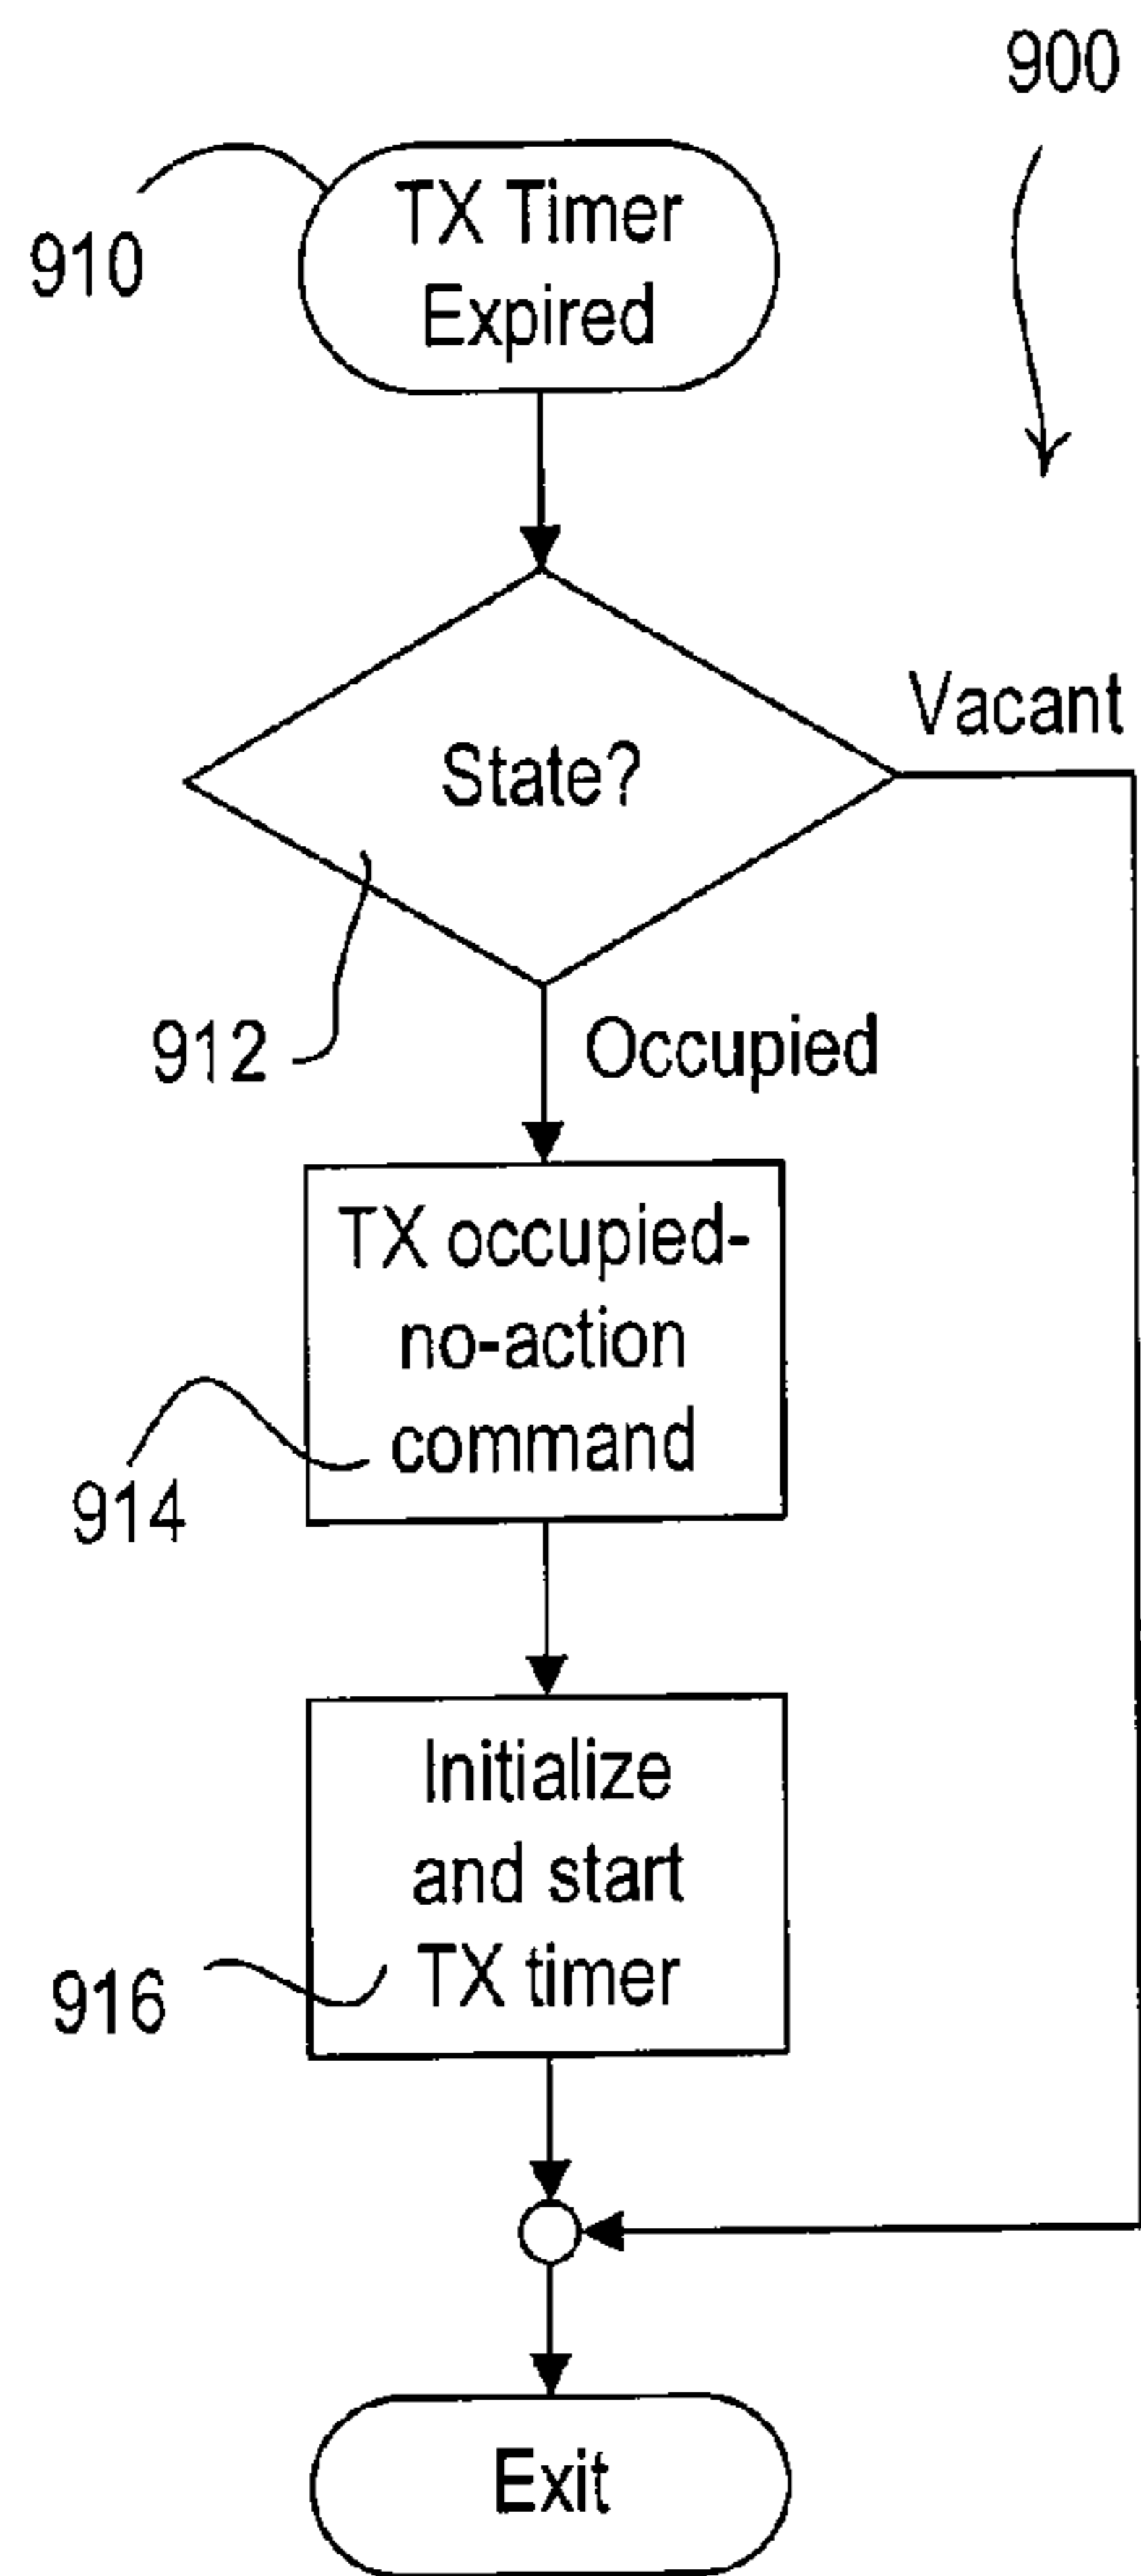 900
TX Timer
Expired
910
Vacant
State?
912
Occupied
TX occupied-
no-action
command
914
Initialize
and start
TX timer
916
Exit